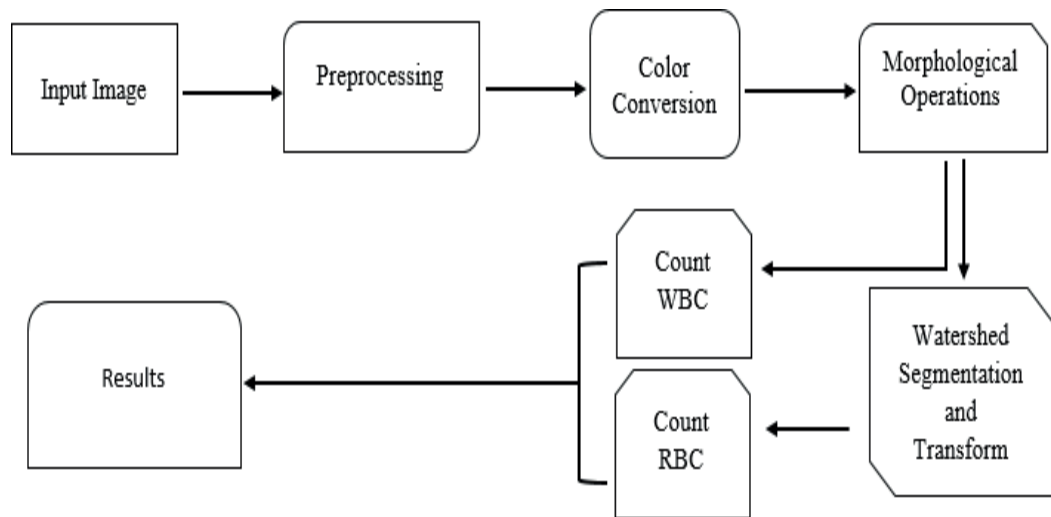 Input Image
Preprocessing
Color
Conversion
Morphological
Operations
Count
WBC
Watershed
Segmentation
and
Transform
Count
RBC
Results